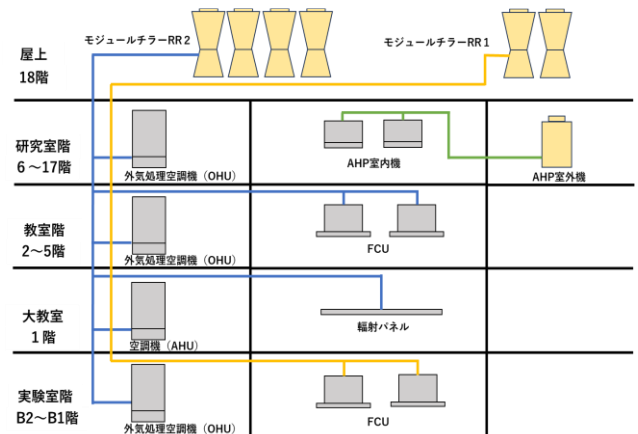 モジュールチラーRR2
モジュールチラーRR1
屋上
18階
研究室階
6～17階
外気処理空調機（OHU）
AHP室内機
AHP室外機
教室階
2～5階
外気処理空調機（OHU）
FCU
大教室
1階
空調機（AHU）
輻射パネル
実験室階
B2～B1階
外気処理空調機（OHU）
FCU